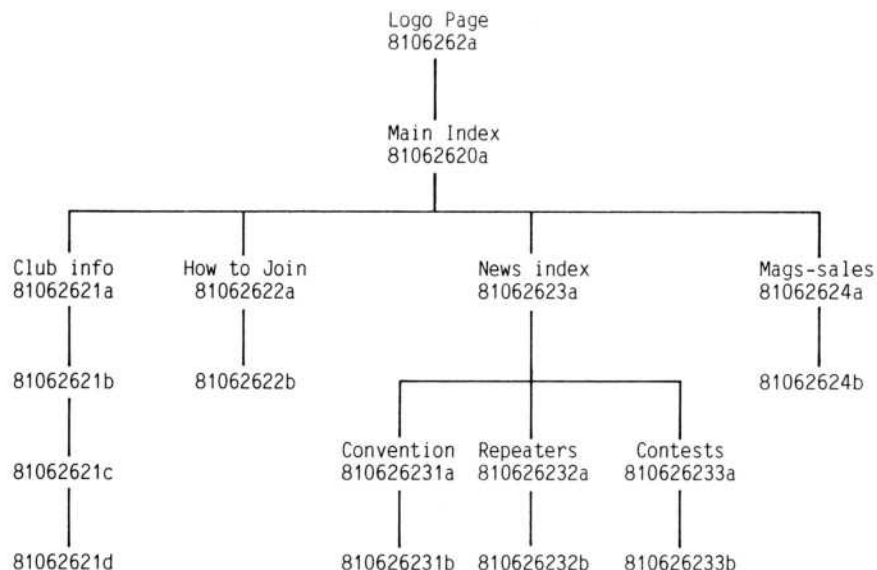 Logo Page
8106262a
Main Index
81062620a
Club info How to Join News index Mags-sales
81062621a 81062622a 81062623a 81062624a
81062621b 81062622b 81062624b
Convention Repeaters Contests
810626231a 810626232a 810626233a
81062621c
81062621d 810626231b 810626232b 810626233b